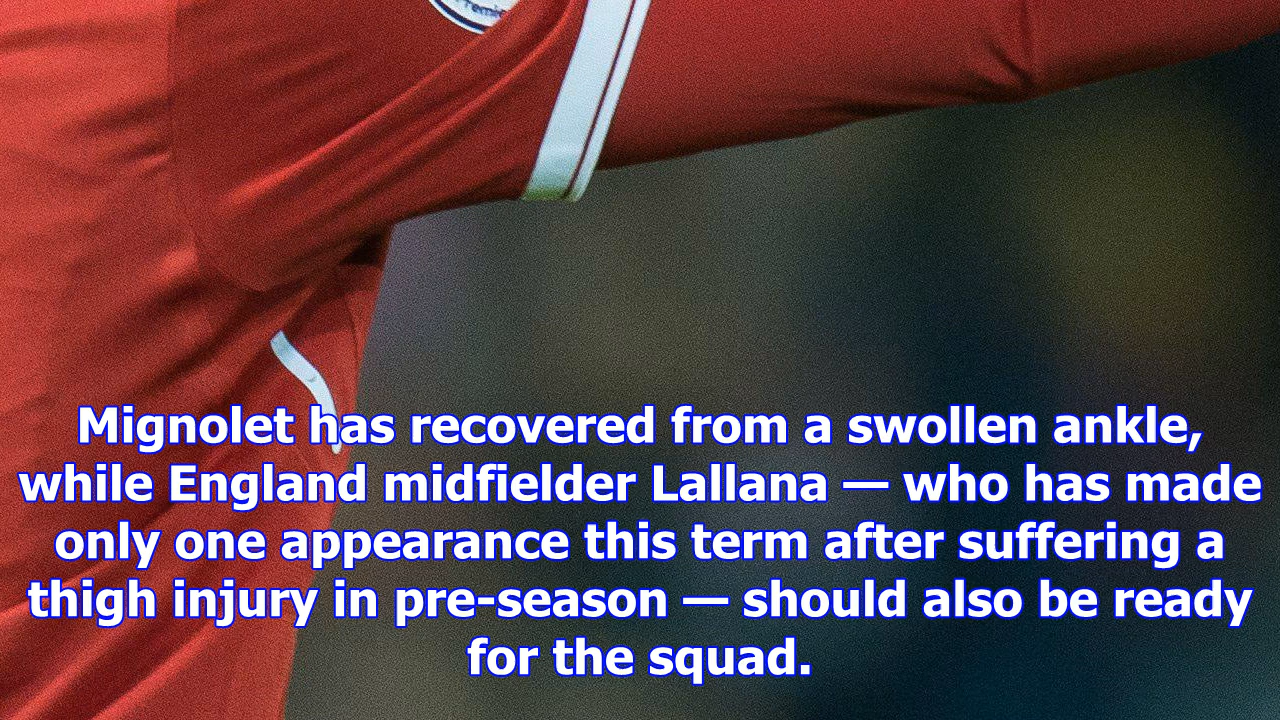 Mignolet has recovered from a swollen ankle,
while England midfielder Lallana — who has made
only one appearance this term after suffering a
thigh injury in pre-season — should also be ready
for the squad.